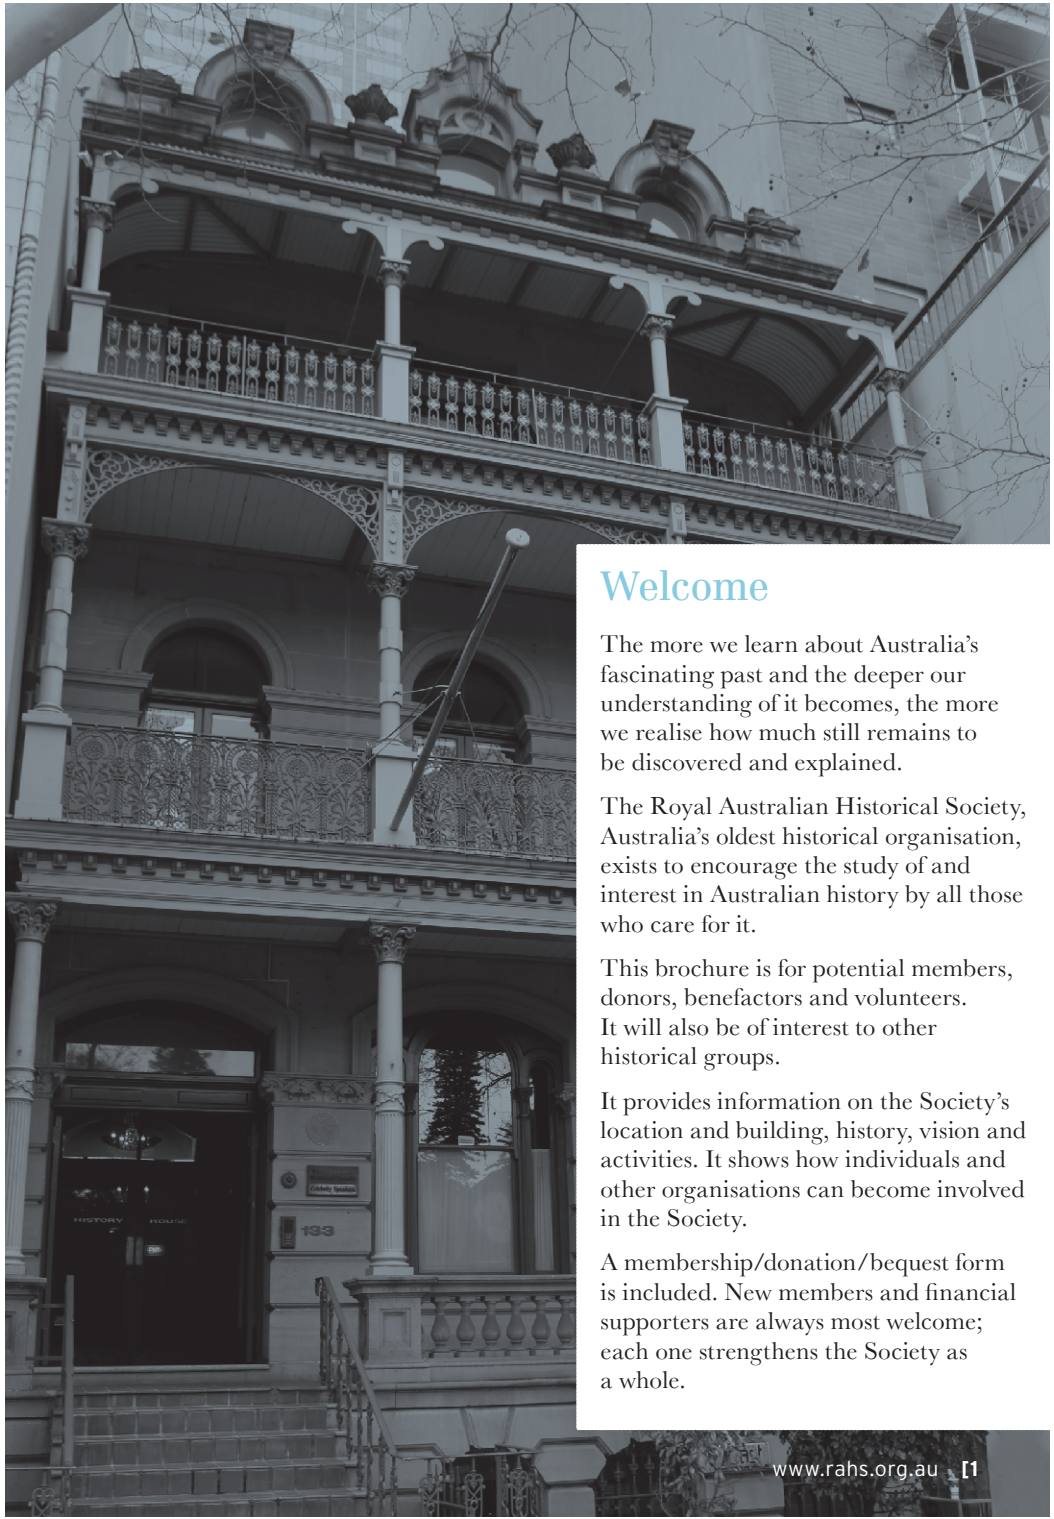 Welcome
The more we learn about Australia’s
fascinating past and the deeper our
understanding of it becomes, the more
we realise how much still remains to
be discovered and explained.
The Royal Australian Historical Society,
Australia’s oldest historical organisation,
exists to encourage the study of and
interest in Australian history by all those
who care for it.
This brochure is for potential members,
donors, benefactors and volunteers.
It will also be of interest to other
historical groups.
It provides information on the Society’s
location and building, history, vision and
activities. It shows how individuals and
other organisations can become involved
in the Society.
A membership/donation/bequest form
is included. New members and financial
supporters are always most welcome;
each one strengthens the Society as
a whole.
HISTORY HOUSE
133
www.rahs.org.au [1